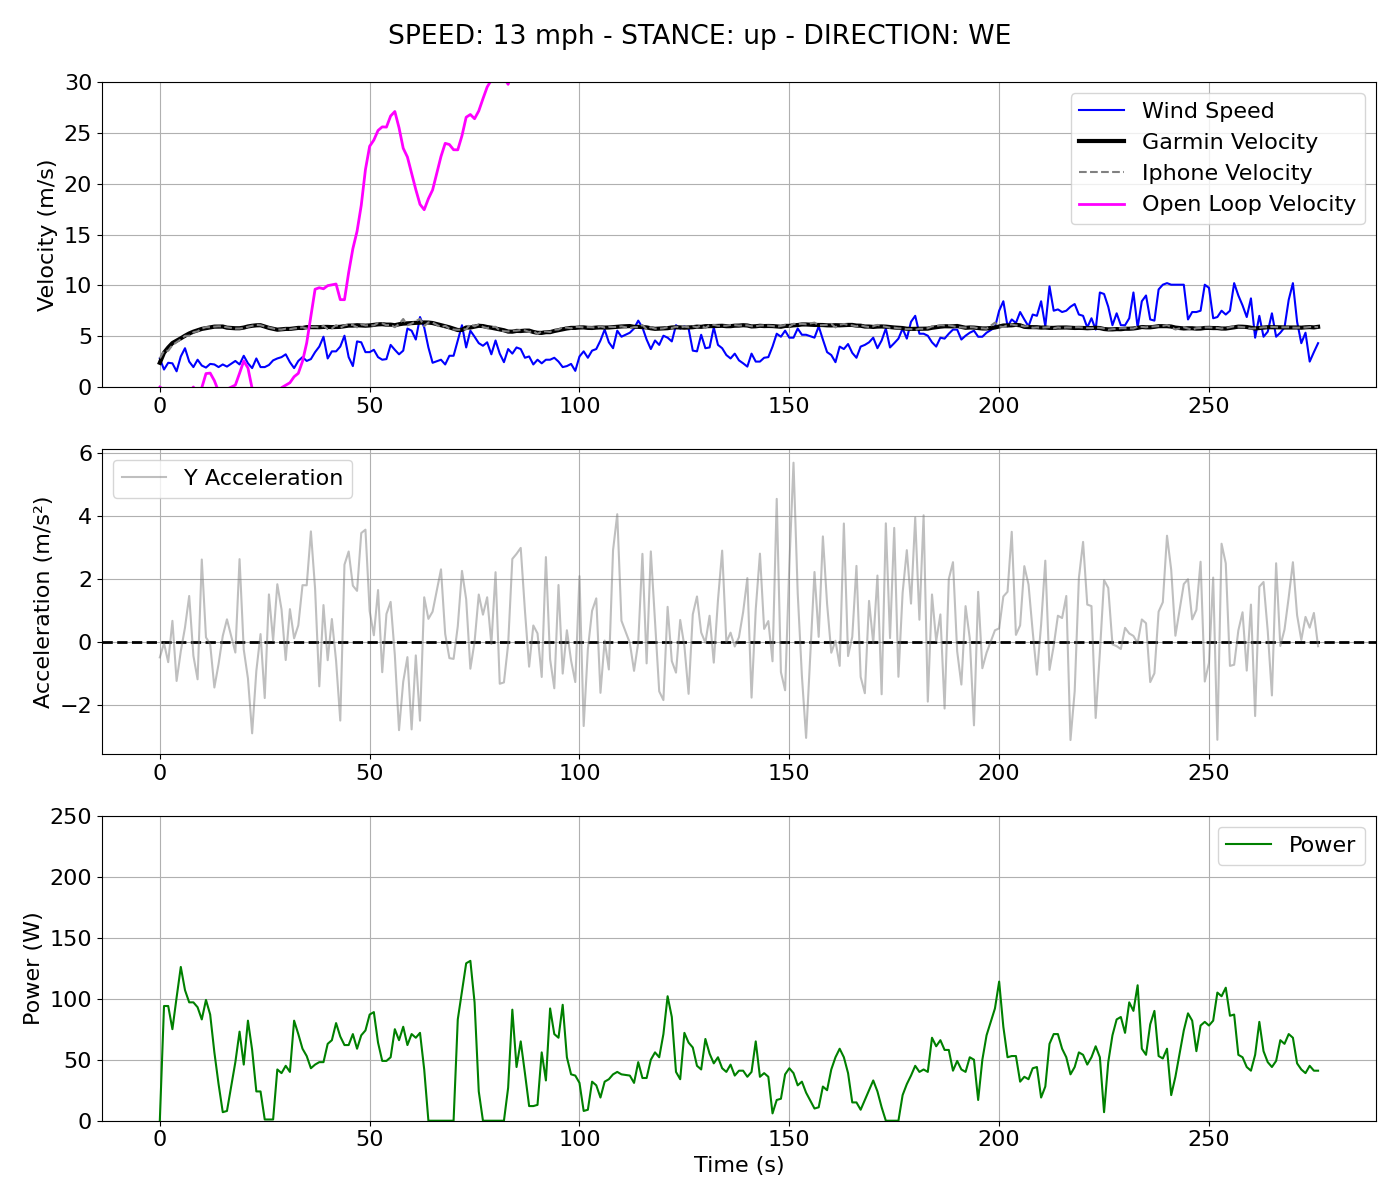 SPEED: 13 mph - STANCE: up - DIRECTION: WE
Velocity (m/s)
30
25
20
15
10
5
0
Wind Speed
Garmin Velocity
Iphone Velocity
Open Loop Velocity
0 50 100 150 200 250
Acceleration (m/s²)
6
4
2
0
−2
Y Acceleration
0 50 100 150 200 250
Power (W)
250
200
150
100
50
0
Power
0 50 100 150 200 250
Time (s)